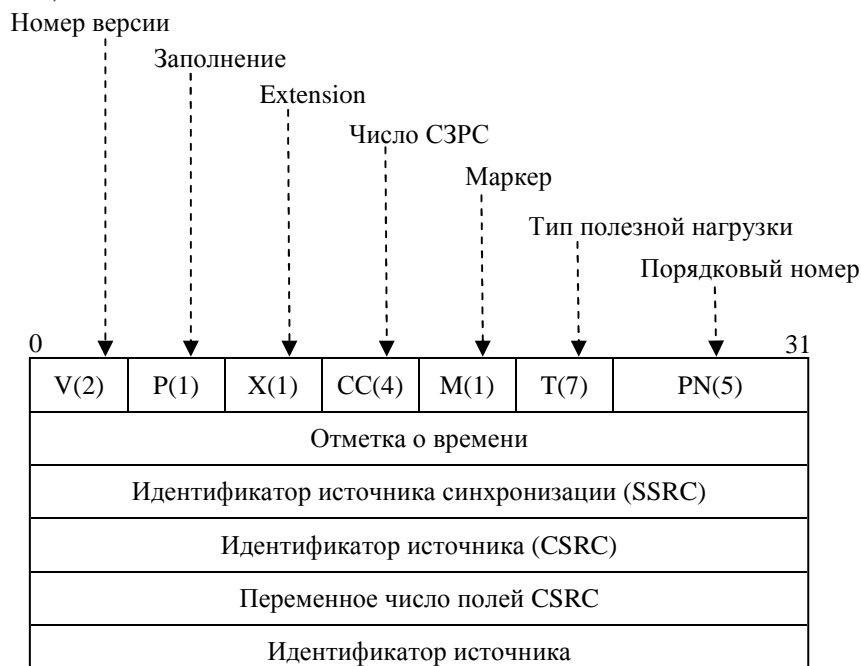 Номер версии
Заполнение
Extension
Число СЗРС
Маркер
Тип полезной нагрузки
Порядковый номер
0 31
V(2) P(1) X(1) CC(4) M(1) T(7) PN(5)
Отметка о времени
Идентификатор источника синхронизации (SSRC)
Идентификатор источника (CSRC)
Переменное число полей CSRC
Идентификатор источника